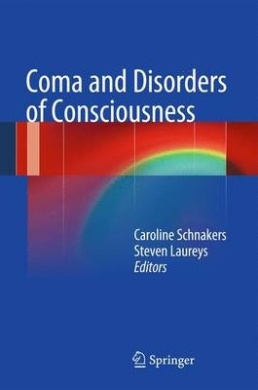 Coma and Disorders
of Consciousness
Caroline Schnakers
Steven Laureys
Editors
Springer